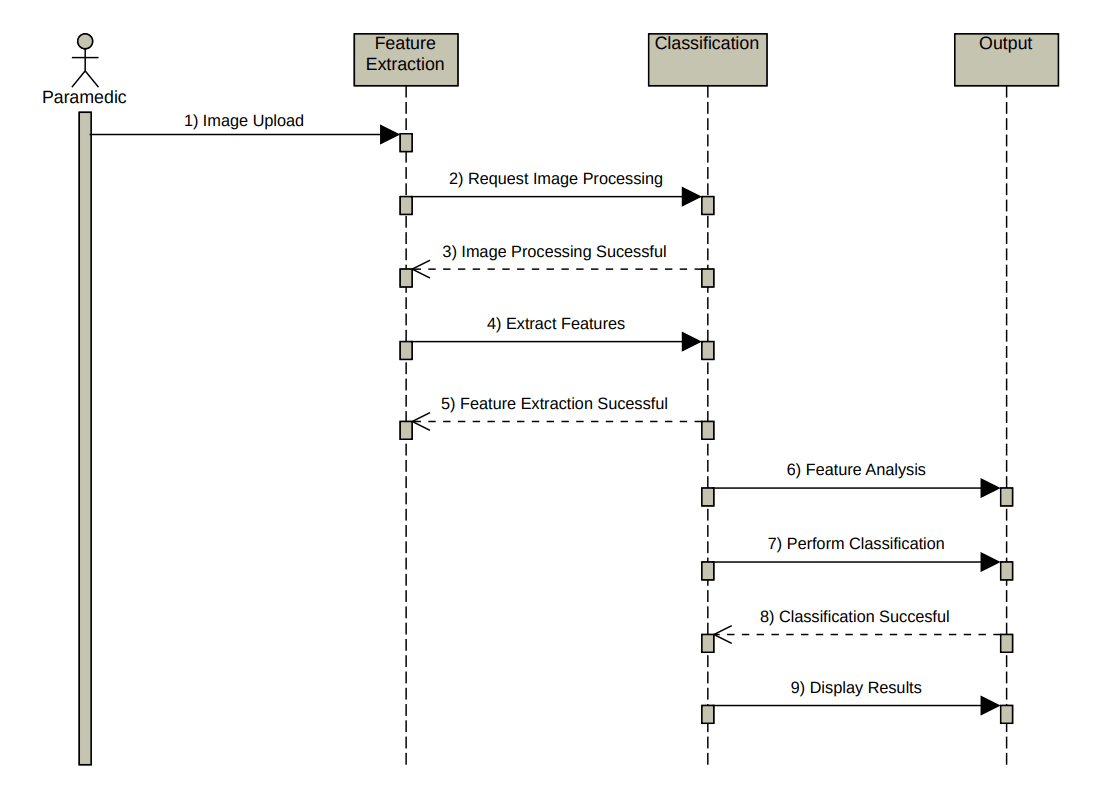 Paramedic
Feature
Extraction
Classification
Output
1) Image Upload
2) Request Image Processing
3) Image Processing Sucessful
4) Extract Features
5) Feature Extraction Sucessful
6) Feature Analysis
7) Perform Classification
8) Classification Succesful
9) Display Results